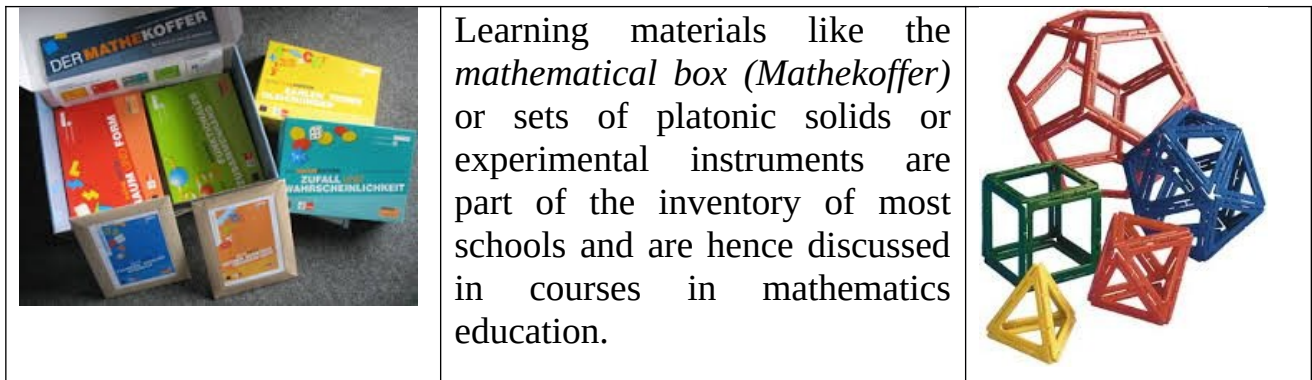 DER MATHEKOFFER
RAUM UND FORM
ZUFALL UND
WAHRSCHEINLICHKEIT
Learning materials like the
mathematical box (Mathekoffer)
or sets of platonic solids or
experimental instruments are
part of the inventory of most
schools and are hence discussed
in courses in mathematics
education.